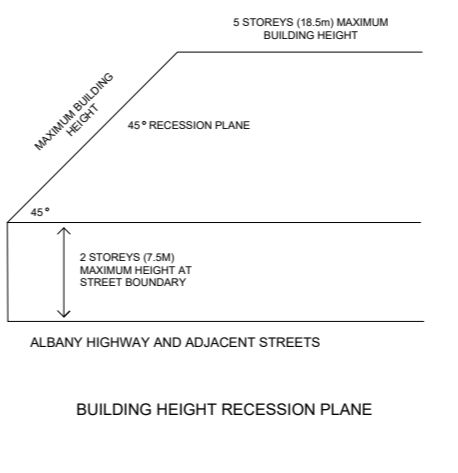 5 STOREYS (18.5m) MAXIMUM
BUILDING HEIGHT
MAXIMUM BUILDING
HEIGHT
45° RECESSION PLANE
45°
2 STOREYS (7.5M)
MAXIMUM HEIGHT AT
STREET BOUNDARY
ALBANY HIGHWAY AND ADJACENT STREETS
BUILDING HEIGHT RECESSION PLANE